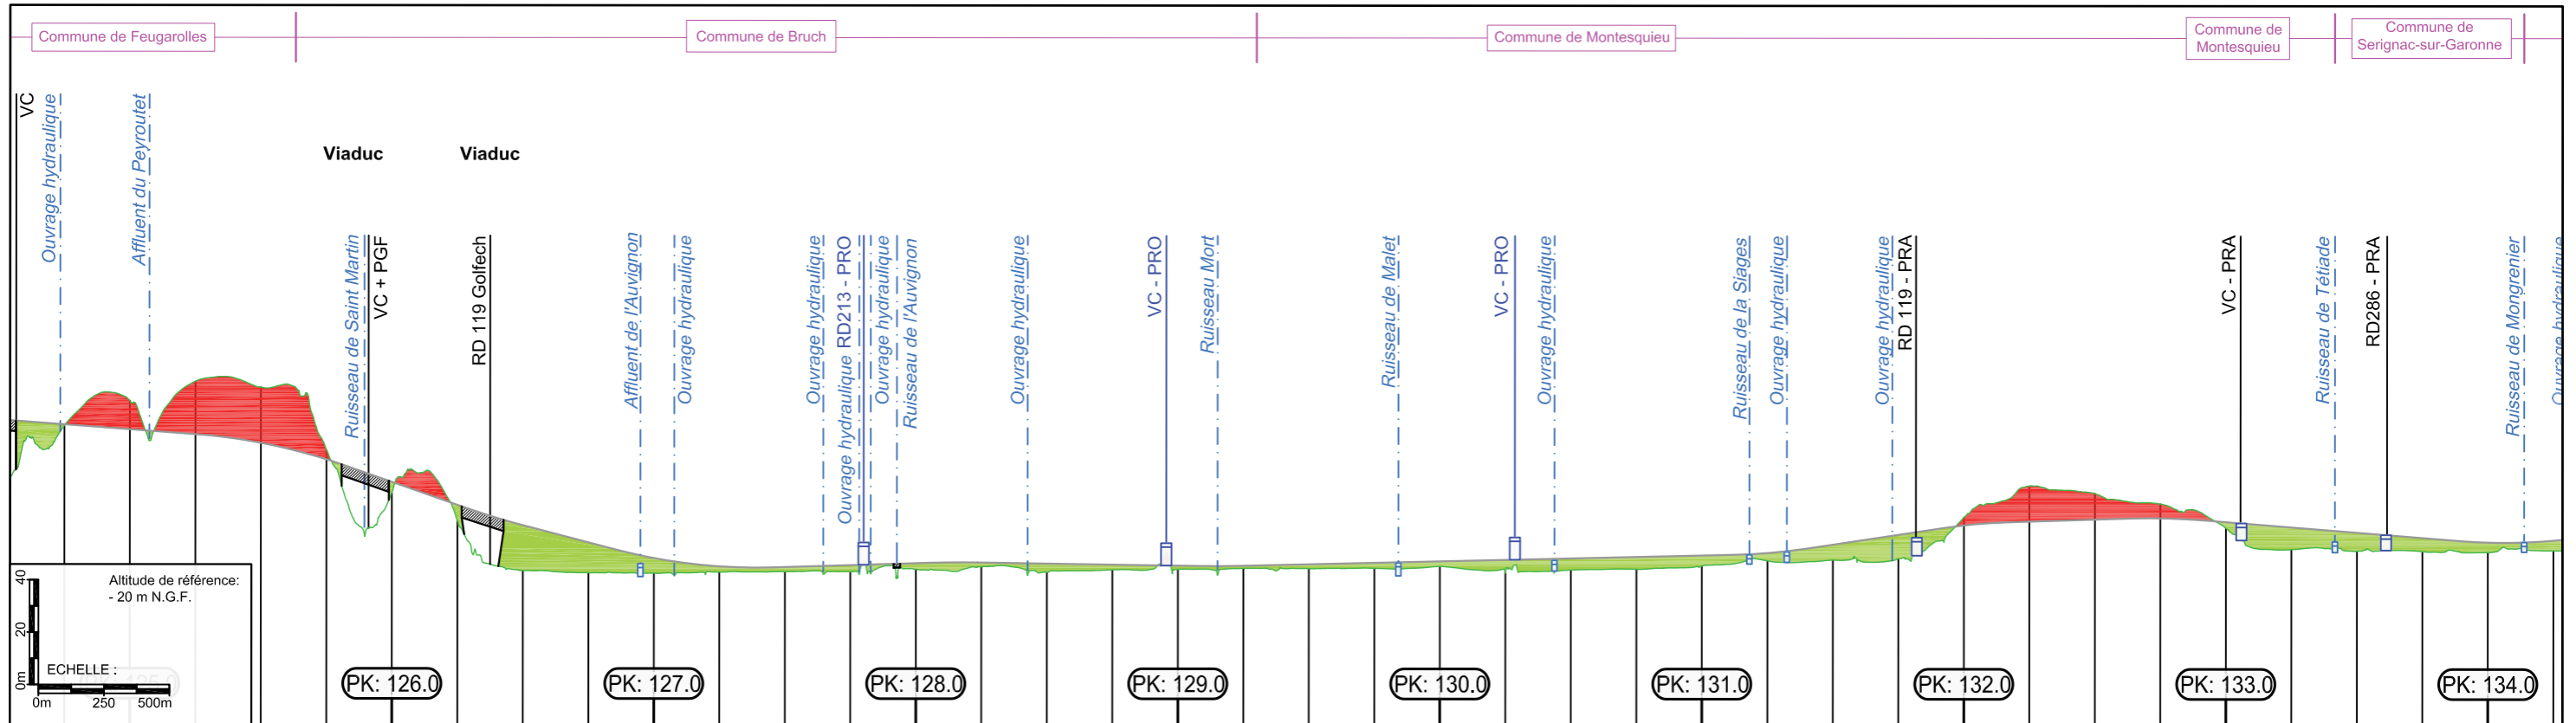 Commune de Feugarolles
Commune de Bruch
Commune de Montesquieu
Commune de
Montesquieu
Commune de
Serignac-sur-Garonne
VC
Ouvrage hydraulique
Affluent du Peyroutet
Viaduc
Viaduc
Ruisseau de Saint Martin
VC + PGF
RD 119 Golfech
Affluent de l'Auvignon
Ouvrage hydraulique
Ouvrage hydraulique
Ouvrage hydraulique
RD213 - PRO
Ouvrage hydraulique
Ruisseau de l'Auvignon
Ouvrage hydraulique
VC - PRO
Ruisseau Mort
Ruisseau de Malet
VC - PRO
Ouvrage hydraulique
Ruisseau de la Siages
Ouvrage hydraulique
Ouvrage hydraulique
RD 119 - PRA
VC - PRA
Ruisseau de Tétiade
RD286 - PRA
Ruisseau de Mongrenier
Ouvrage hydraulique
Altitude de référence:
- 20 m N.G.F.
40
20
0m
ECHELLE :
0m 250 500m
PK: 126.0
PK: 127.0
PK: 128.0
PK: 129.0
PK: 130.0
PK: 131.0
PK: 132.0
PK: 133.0
PK: 134.0